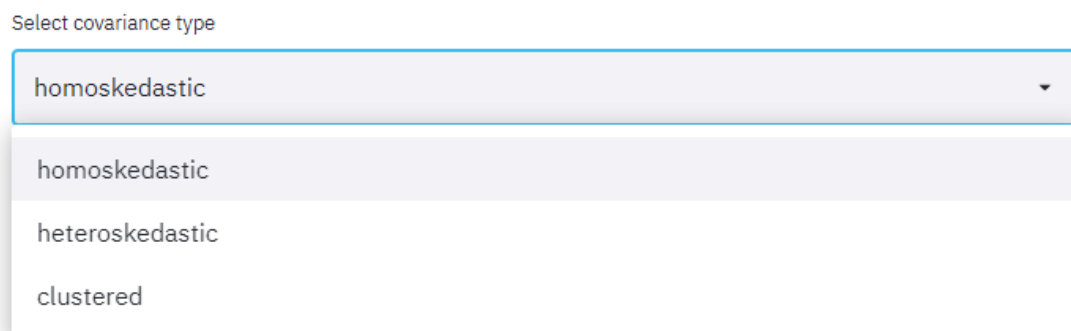 Select covariance type
homoskedastic
homoskedastic
heteroskedastic
clustered